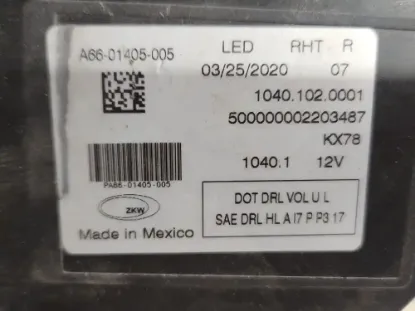 A66-01405-005
LED RHT R
03/25/2020 07
1040.102.0001
500000002203487
KX78
PA66-01405-005
1040.1 12V
ZKW
DOT DRL VOL U L
SAE DRL HL A I7 P P3 17
Made in Mexico